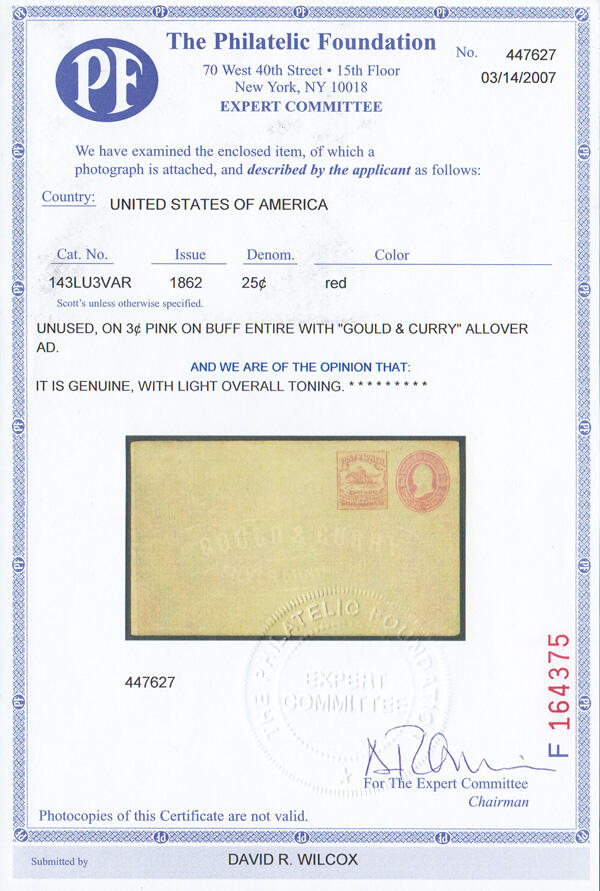 PF
The Philatelic Foundation
70 West 40th Street • 15th Floor
New York, NY 10018
EXPERT COMMITTEE
No. 447627
03/14/2007
We have examined the enclosed item, of which a
photograph is attached, and described by the applicant as follows:
Country: UNITED STATES OF AMERICA
Cat. No. Issue Denom. Color
143LU3VAR 1862 25¢ red
Scott's unless otherwise specified.
UNUSED, ON 3¢ PINK ON BUFF ENTIRE WITH "GOULD & CURRY" ALLOVER
AD.
AND WE ARE OF THE OPINION THAT:
IT IS GENUINE, WITH LIGHT OVERALL TONING. * * * * * * * * *
GOULD & CURRY
THE PHILATELIC FOUNDATION
EXPERT
COMMITTEE
447627
F 164375
For The Expert Committee
Chairman
Photocopies of this Certificate are not valid.
Submitted by DAVID R. WILCOX